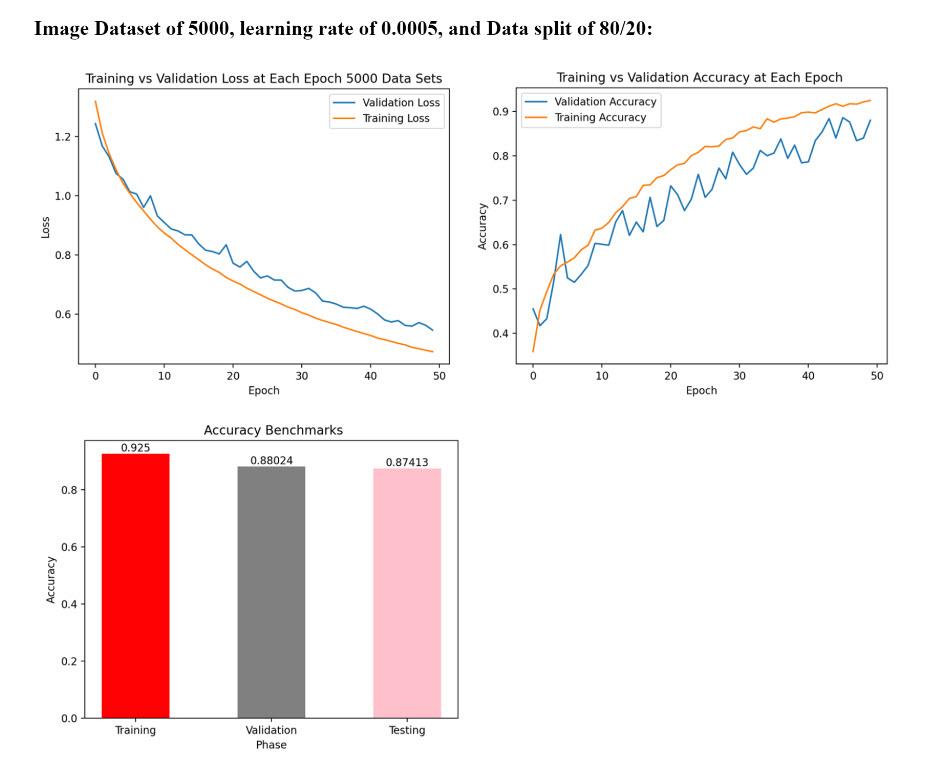 Image Dataset of 5000, learning rate of 0.0005, and Data split of 80/20:
Training vs Validation Loss at Each Epoch 5000 Data Sets
Validation Loss
Training Loss
1.2
1.0
0.8
0.6
Loss
0
10
20
30
40
50
Epoch
Training vs Validation Accuracy at Each Epoch
Validation Accuracy
Training Accuracy
0.9
0.8
0.7
0.6
0.5
0.4
Accuracy
0
10
20
30
40
50
Epoch
Accuracy Benchmarks
0.925
0.88024
0.87413
0.8
0.6
0.4
0.2
0.0
Accuracy
Training
Validation
Testing
Phase